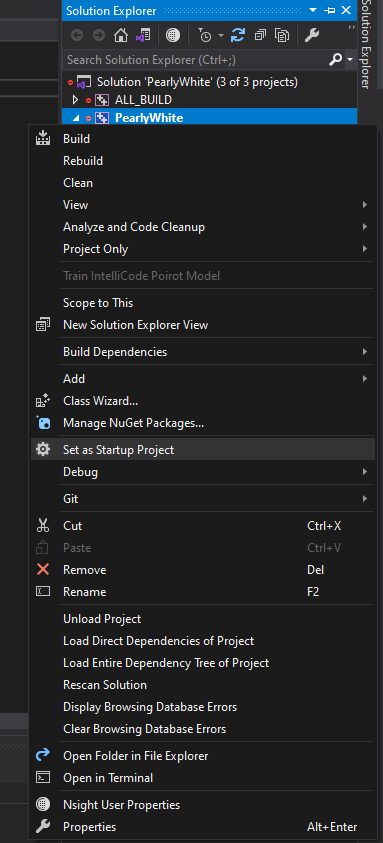 Solution Explorer
Search Solution Explorer (Ctrl+;)
Solution 'PearlyWhite' (3 of 3 projects)
ALL_BUILD
PearlyWhite
Build
Rebuild
Clean
View
Analyze and Code Cleanup
Project Only
Train IntelliCode Poirot Model
Scope to This
New Solution Explorer View
Build Dependencies
Add
Class Wizard...
Manage NuGet Packages...
Set as Startup Project
Debug
Git
Cut Ctrl+X
Paste Ctrl+V
Remove Del
Rename F2
Unload Project
Load Direct Dependencies of Project
Load Entire Dependency Tree of Project
Rescan Solution
Display Browsing Database Errors
Clear Browsing Database Errors
Open Folder in File Explorer
Open in Terminal
Nsight User Properties
Properties Alt+Enter
Solution Explorer